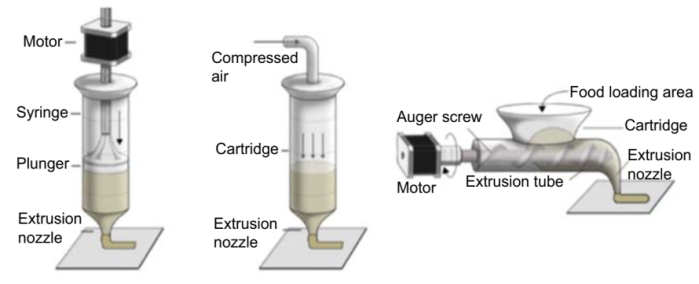 Motor
Syringe
Plunger
Extrusion
nozzle
Compressed
air
Cartridge
Extrusion
nozzle
Food loading area
Auger screw
Cartridge
Extrusion
nozzle
Motor
Extrusion tube